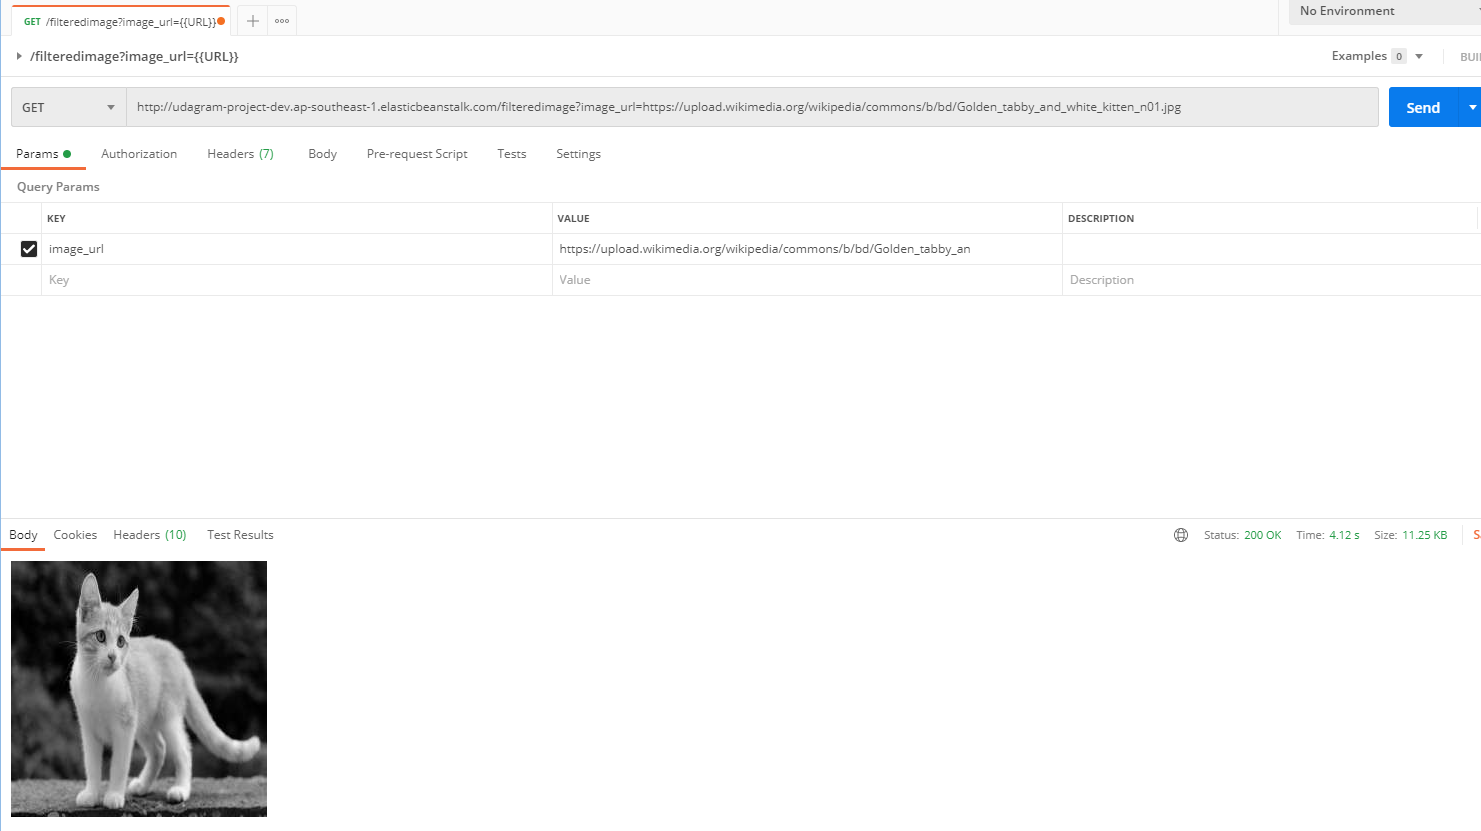 GET /filteredimage?image_url={{URL}}
No Environment
/filteredimage?image_url={{URL}}
Examples 0
GET http://udagram-project-dev.ap-southeast-1.elasticbeanstalk.com/filteredimage?image_url=https://upload.wikimedia.org/wikipedia/commons/b/bd/Golden_tabby_and_white_kitten_n01.jpg Send
Params Authorization Headers (7) Body Pre-request Script Tests Settings
Query Params
KEY VALUE DESCRIPTION
image_url https://upload.wikimedia.org/wikipedia/commons/b/bd/Golden_tabby_an
Key Value Description
Body Cookies Headers (10) Test Results Status: 200 OK Time: 4.12 s Size: 11.25 KB